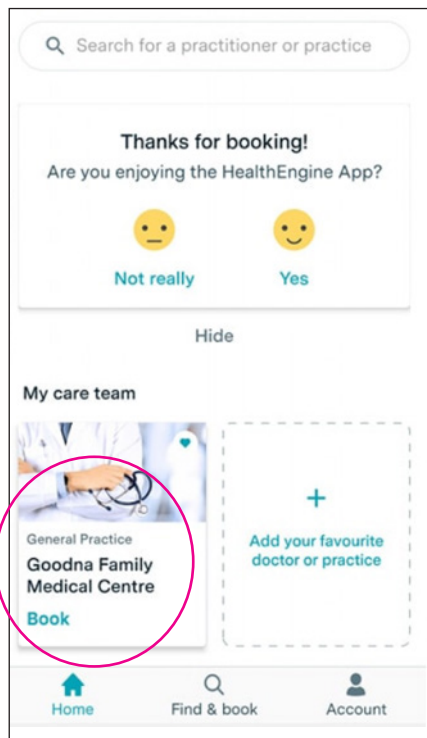 Search for a practitioner or practice
Thanks for booking!
Are you enjoying the HealthEngine App?
Not really
Yes
Hide
My care team
General Practice
Goodna Family
Medical Centre
Book
+
Add your favourite
doctor or practice
Home
Find & book
Account